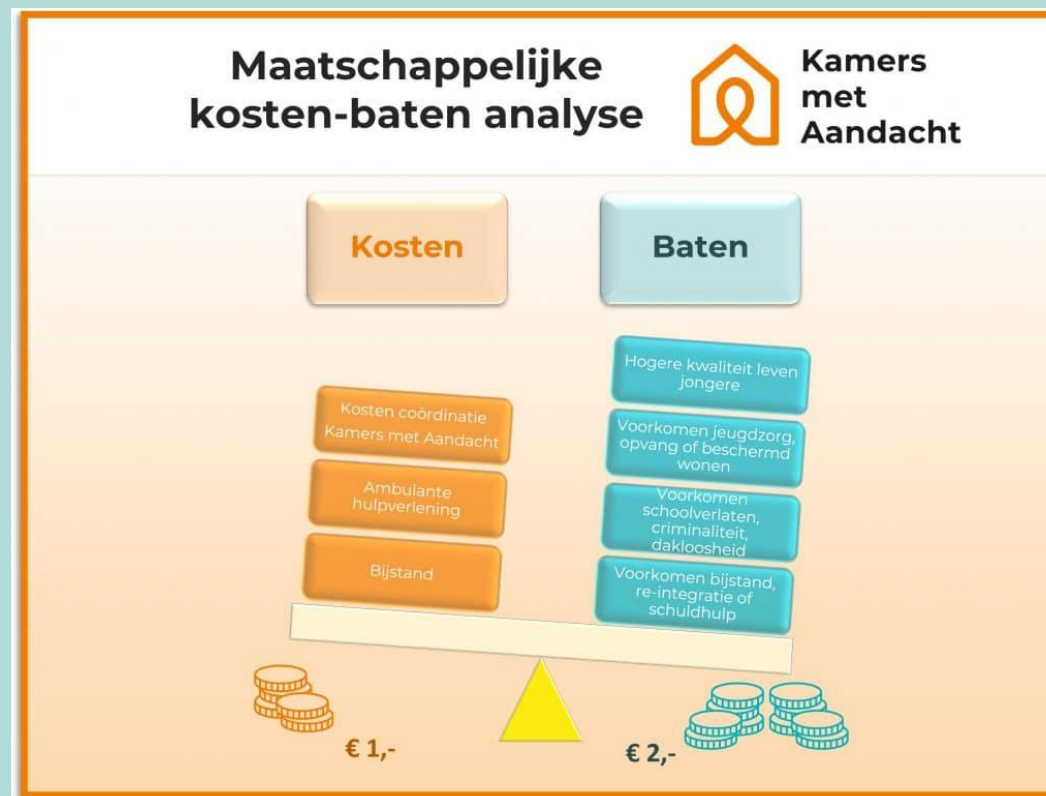 Maatschappelijke
kosten-baten analyse
Kamers
met
Aandacht
Kosten
Baten
Kosten coördinatie
Kamers met Aandacht
Ambulante
hulpverlening
Bijstand
Hogere kwaliteit leven
jongere
Voorkomen jeugdzorg,
opvang of beschermd
wonen
Voorkomen
schoolverlaten,
criminaliteit,
dakloosheid
Voorkomen bijstand,
re-integratie of
schuldhulp
€ 1,-
€ 2,-